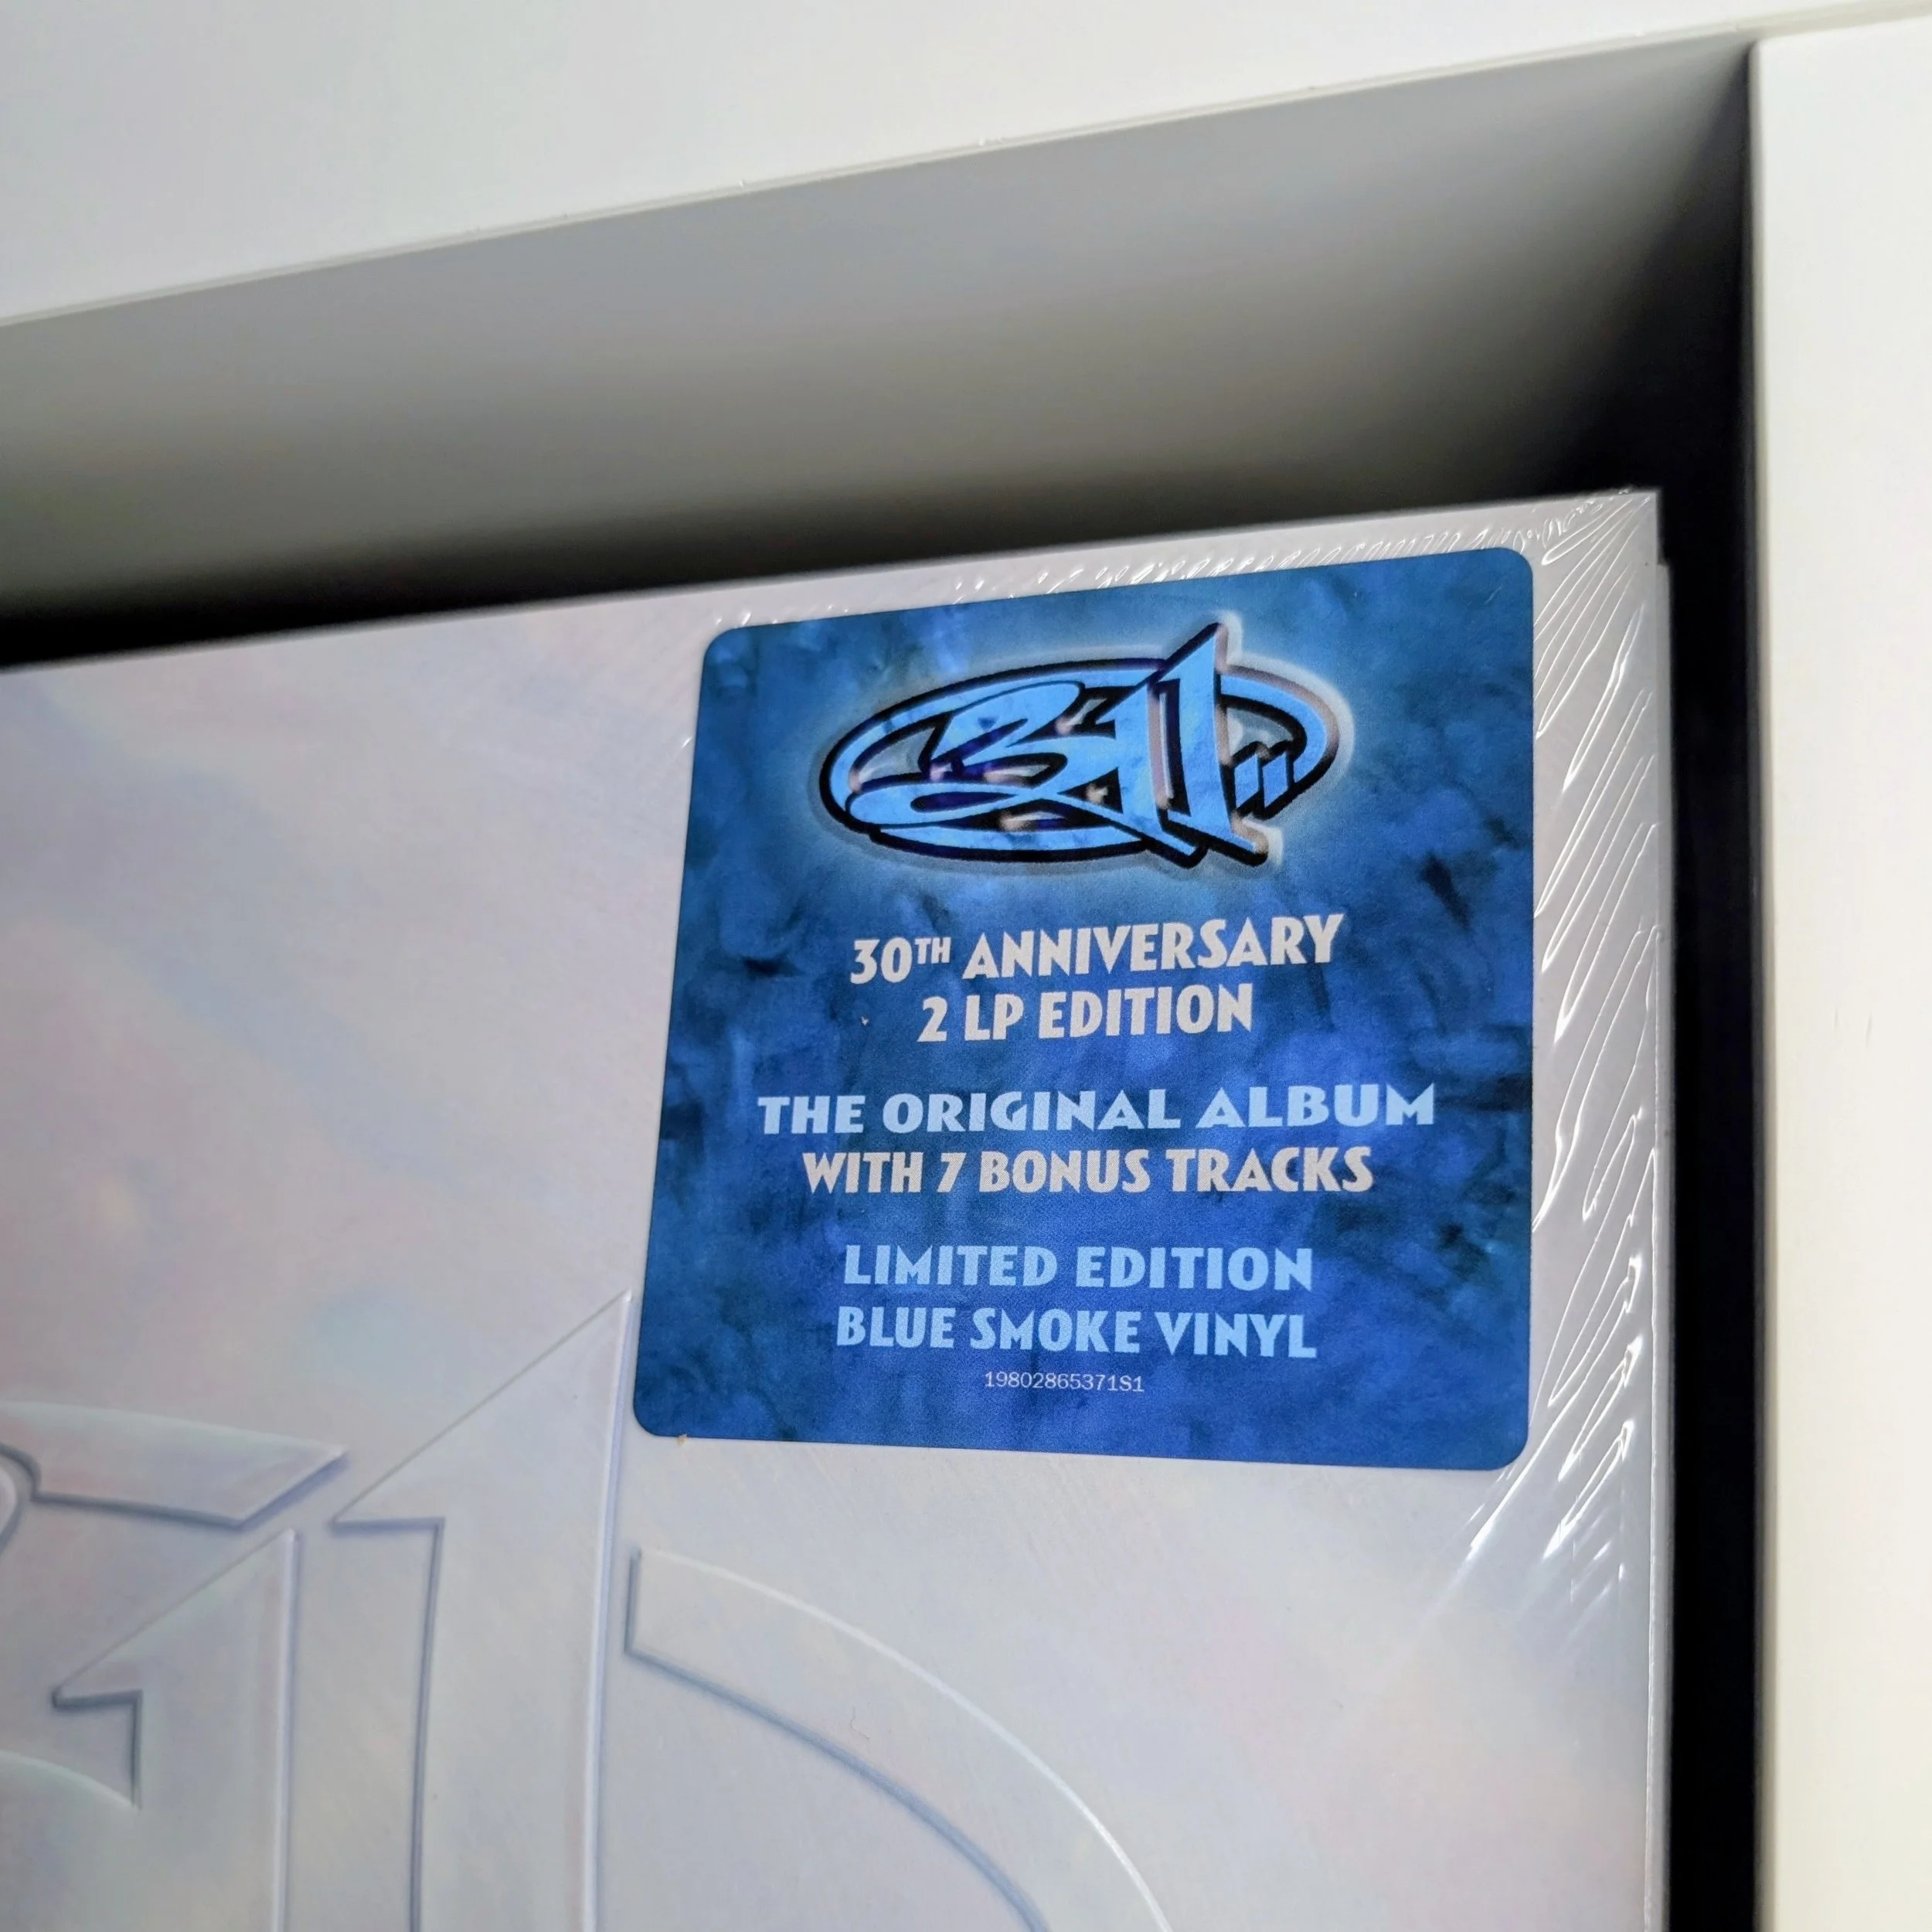 311
30TH ANNIVERSARY
2 LP EDITION
THE ORIGINAL ALBUM
WITH 7 BONUS TRACKS
LIMITED EDITION
BLUE SMOKE VINYL
19802865371S1